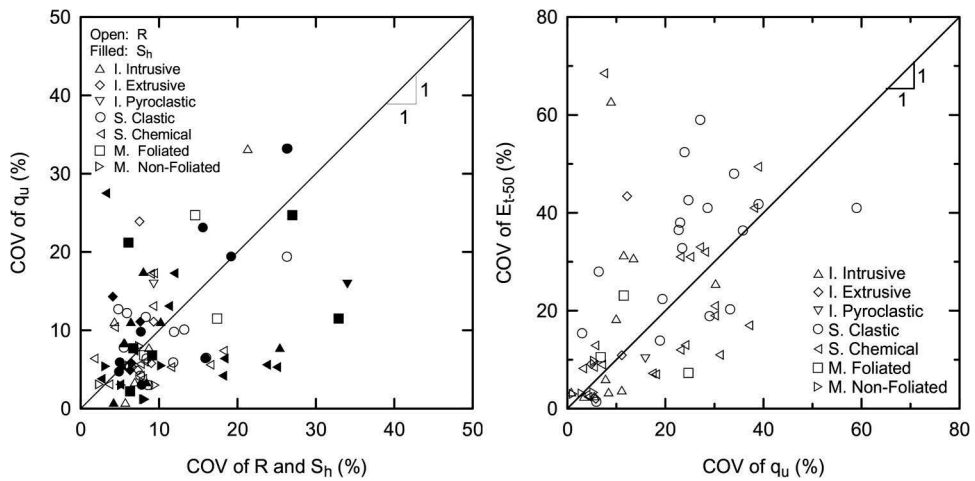 COV of qu (%)
50
40
30
20
10
0
0
10
20
30
40
50
COV of R and Sh (%)
Open: R
Filled: Sh
I. Intrusive
I. Extrusive
I. Pyroclastic
S. Clastic
S. Chemical
M. Foliated
M. Non-Foliated
1
1
COV of Et-50 (%)
80
60
40
20
0
0
20
40
60
80
COV of qu (%)
1
1
I. Intrusive
I. Extrusive
I. Pyroclastic
S. Clastic
S. Chemical
M. Foliated
M. Non-Foliated